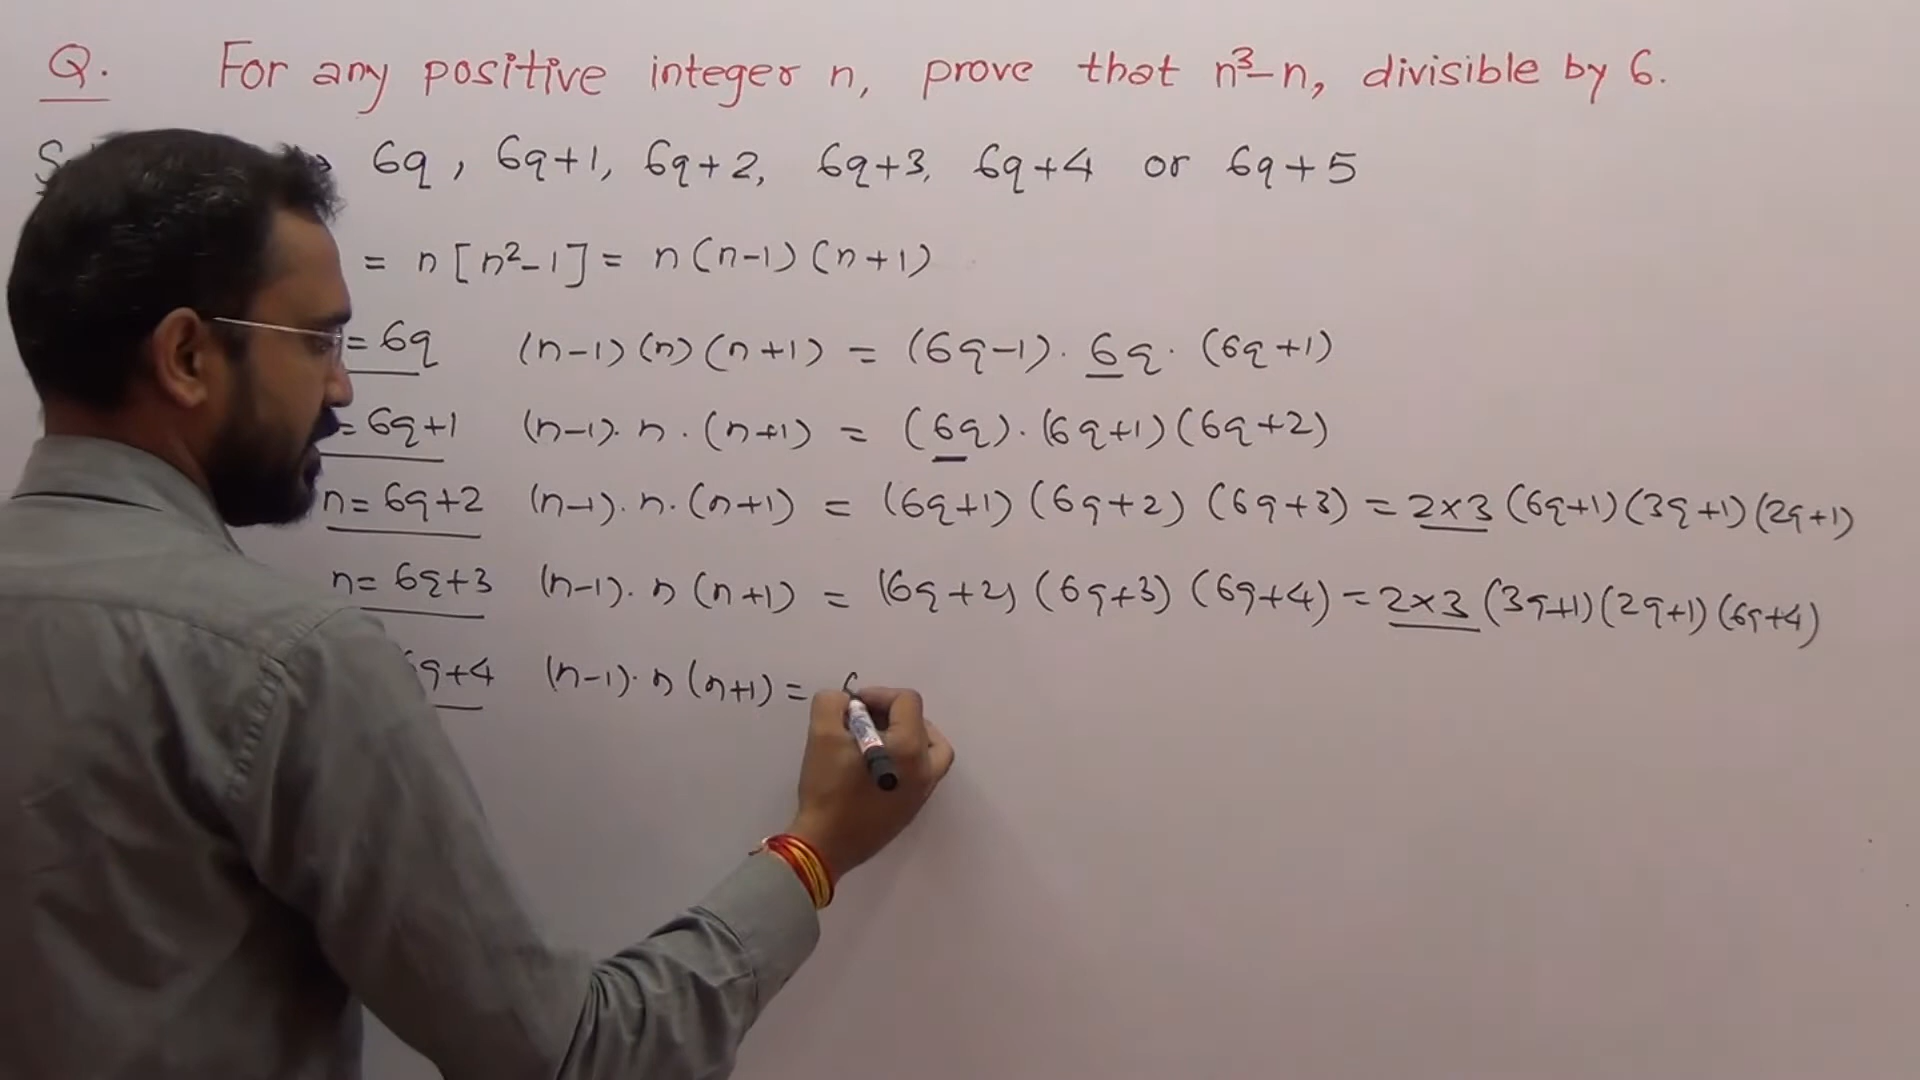 Q. For any positive integer n, prove that n³-n, divisible by 6.
6q, 6q+1, 6q+2, 6q+3, 6q+4 or 6q+5
= n[n²-1] = n(n-1)(n+1)
= 6q (n-1)(n)(n+1) = (6q-1)·6q·(6q+1)
= 6q+1 (n-1)·n·(n+1) = (6q)·(6q+1)(6q+2)
n = 6q+2 (n-1)·n·(n+1) = (6q+1)(6q+2)(6q+3) = 2×3(6q+1)(3q+1)(2q+1)
n = 6q+3 (n-1)·n(n+1) = (6q+2)(6q+3)(6q+4) = 2×3(3q+1)(2q+1)(6q+4)
6q+4 (n-1)·n(n+1) =